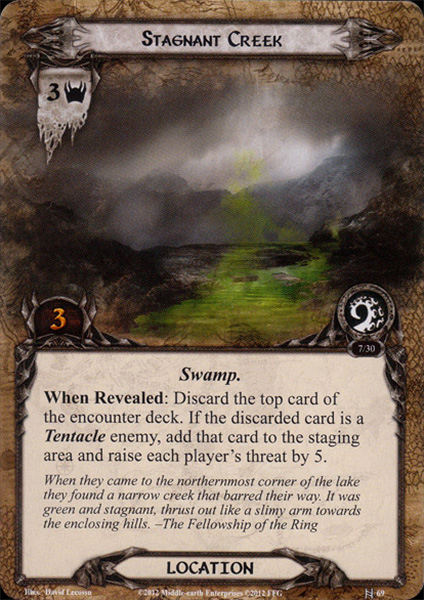 Stagnant Creek
3
3
7/30
Swamp.
When Revealed: Discard the top card of
the encounter deck. If the discarded card is a
Tentacle enemy, add that card to the staging
area and raise each player's threat by 5.
When they came to the northernmost corner of the lake
they found a narrow creek that barred their way. It was
green and stagnant, thrust out like a slimy arm towards
the enclosing hills. –The Fellowship of the Ring
LOCATION
Illus. David Lecossu
©2012 Middle-earth Enterprises ©2012 FFG
69